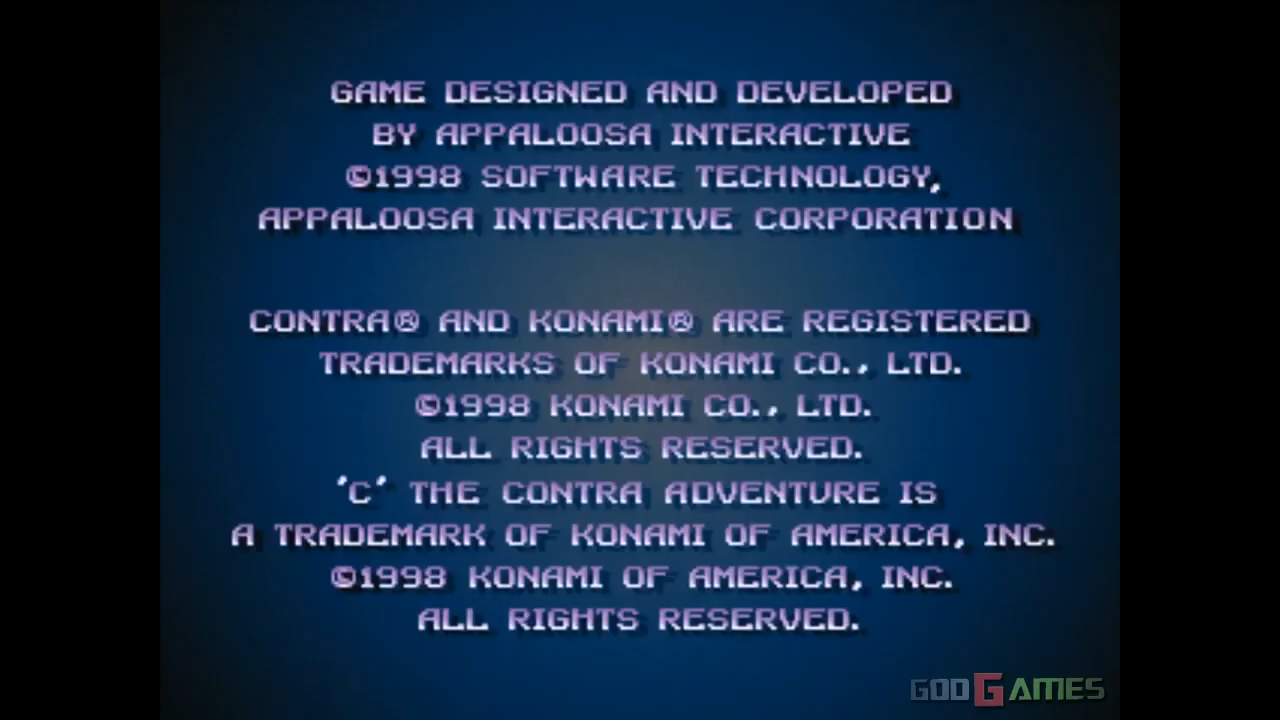 GAME DESIGNED AND DEVELOPED
BY APPALOOSA INTERACTIVE
©1998 SOFTWARE TECHNOLOGY,
APPALOOSA INTERACTIVE CORPORATION
CONTRA® AND KONAMI® ARE REGISTERED
TRADEMARKS OF KONAMI CO., LTD.
©1998 KONAMI CO., LTD.
ALL RIGHTS RESERVED.
'C' THE CONTRA ADVENTURE IS
A TRADEMARK OF KONAMI OF AMERICA, INC.
©1998 KONAMI OF AMERICA, INC.
ALL RIGHTS RESERVED.
GODGAMES